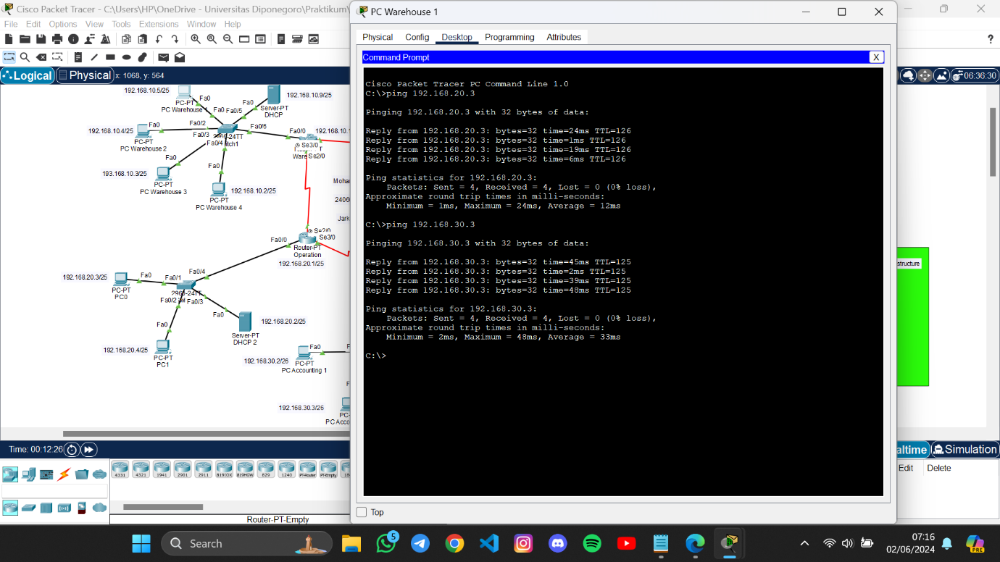 Cisco Packet Tracer - C:\Users\HP\OneDrive - Universitas Diponegoro\Praktikum\
File Edit Options View Tools Extensions Window Help
Logical Physical x: 1068, y: 564
06:36:30
192.168.10.5/25
PC-PT
PC Warehouse 1
Fa0
Fa0
Fa0/5
Fa0
192.168.10.9/25
Server-PT
DHCP
192.168.10.4/25
Fa0
Fa0/2
PC-PT
PC Warehouse 2
Fa0/3
2960-24TT
Fa0/4
Fa0/6
Fa0/0
192.168.10.1
Se3/0
Se2/0
Fa0
193.168.10.3/25
PC-PT
PC Warehouse 3
Fa0
192.168.10.2/25
PC-PT
PC Warehouse 4
Moha
2406
Jark
Se2/0
Se3/0
Fa0/0
Router-PT
Operation
192.168.20.1/25
192.168.20.3/25
Fa0
Fa0/1
Fa0/4
PC-PT
PC0
2960-24TT
Fa0/2
Fa0/3
Fa0
192.168.20.2/25
Server-PT
DHCP 2
Fa0
192.168.20.4/25
PC-PT
PC1
192.168.30.2/26
Fa0
PC-PT
PC Accounting 1
192.168.30.3/26
PC-
PC Acco
structure
PC Warehouse 1
Physical Config Desktop Programming Attributes
Command Prompt
X
Cisco Packet Tracer PC Command Line 1.0
C:\>ping 192.168.20.3
Pinging 192.168.20.3 with 32 bytes of data:
Reply from 192.168.20.3: bytes=32 time=24ms TTL=126
Reply from 192.168.20.3: bytes=32 time=1ms TTL=126
Reply from 192.168.20.3: bytes=32 time=19ms TTL=126
Reply from 192.168.20.3: bytes=32 time=6ms TTL=126
Ping statistics for 192.168.20.3:
Packets: Sent = 4, Received = 4, Lost = 0 (0% loss),
Approximate round trip times in milli-seconds:
Minimum = 1ms, Maximum = 24ms, Average = 12ms
C:\>ping 192.168.30.3
Pinging 192.168.30.3 with 32 bytes of data:
Reply from 192.168.30.3: bytes=32 time=45ms TTL=125
Reply from 192.168.30.3: bytes=32 time=2ms TTL=125
Reply from 192.168.30.3: bytes=32 time=39ms TTL=125
Reply from 192.168.30.3: bytes=32 time=48ms TTL=125
Ping statistics for 192.168.30.3:
Packets: Sent = 4, Received = 4, Lost = 0 (0% loss),
Approximate round trip times in milli-seconds:
Minimum = 2ms, Maximum = 48ms, Average = 33ms
C:\>
Top
Time: 00:12:26
altime Simulation
Edit Delete
4331 4321 1941 2901 2911 819IOX 819HGW 829 1240 PT-Router PT-Empty
Router-PT-Empty
Search
5
07:16
02/06/2024
PRE